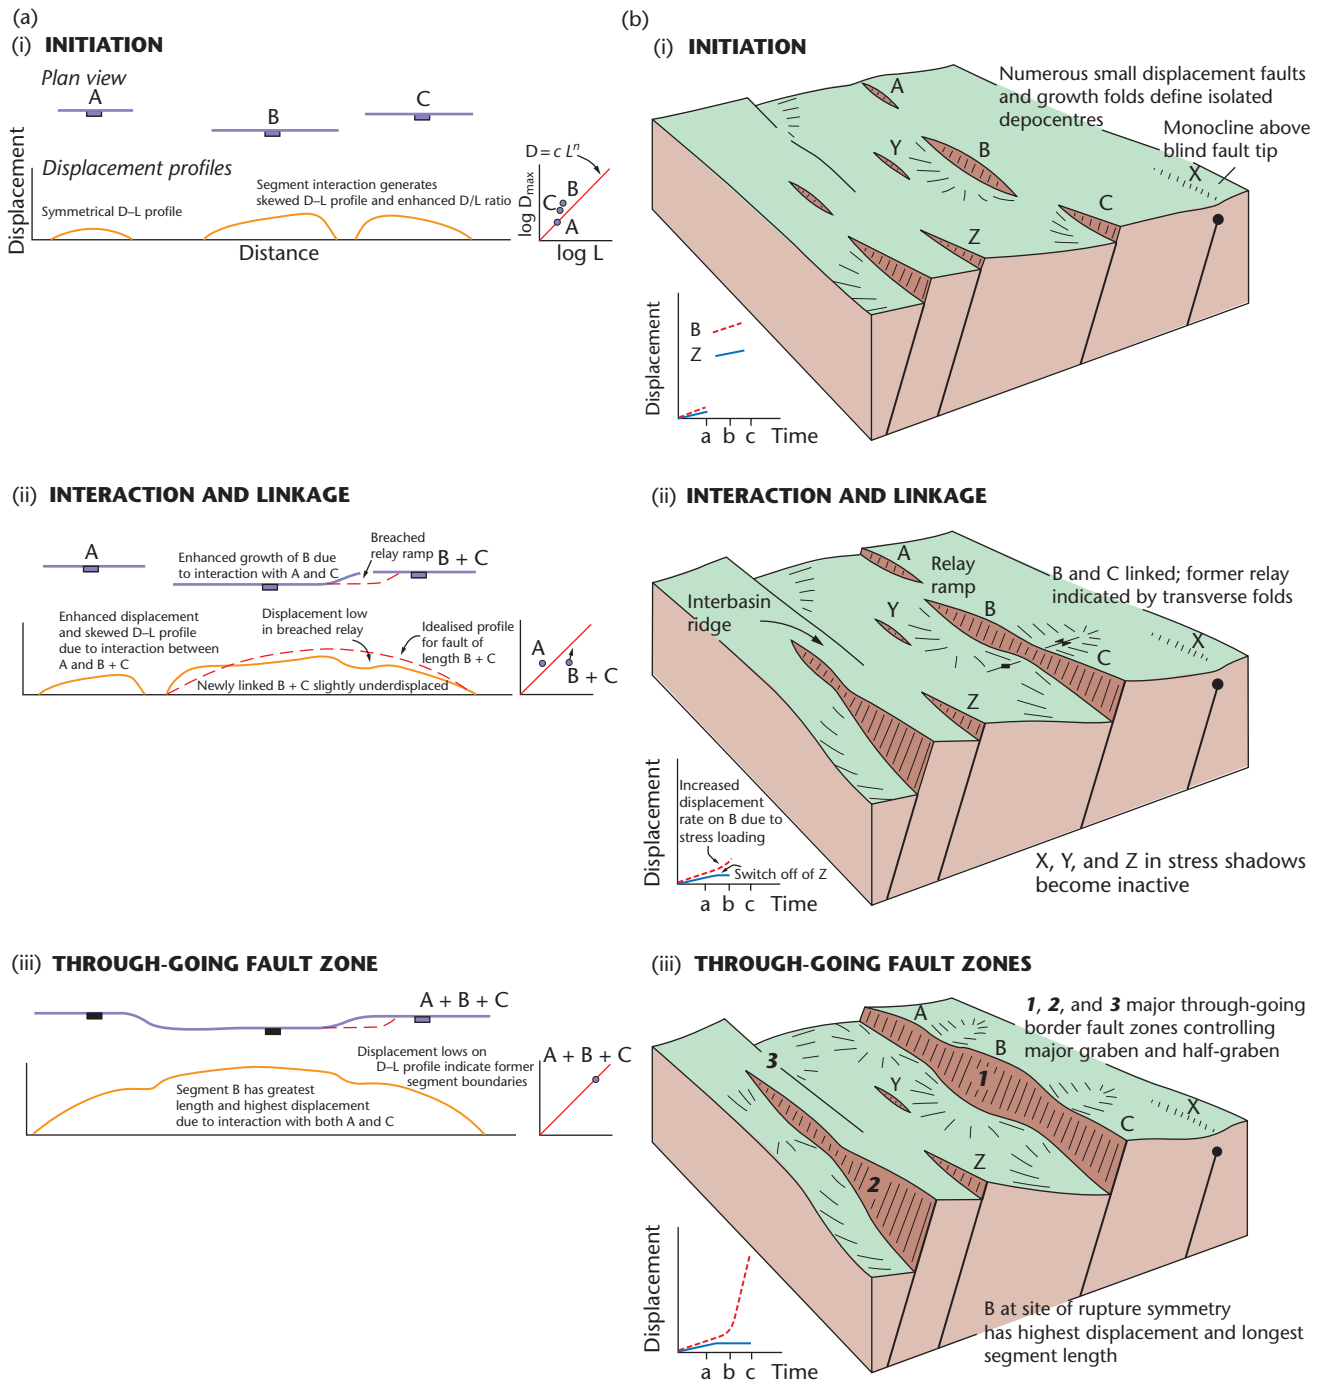 (a)
(i) INITIATION
Plan view
A
B
C
Displacement profiles
Displacement
Symmetrical D–L profile
Segment interaction generates
skewed D–L profile and enhanced D/L ratio
Distance
D = c Lⁿ
log Dmax
B
C
A
log L
(ii) INTERACTION AND LINKAGE
A
Enhanced growth of B due
to interaction with A and C
Breached
relay ramp
B + C
Enhanced displacement
and skewed D–L profile
due to interaction between
A and B + C
Displacement low
in breached relay
Idealised profile
for fault of
length B + C
Newly linked B + C slightly underdisplaced
A
B + C
(iii) THROUGH-GOING FAULT ZONE
A + B + C
Displacement lows on
D–L profile indicate former
segment boundaries
Segment B has greatest
length and highest displacement
due to interaction with both A and C
A + B + C
(b)
(i) INITIATION
Numerous small displacement faults
and growth folds define isolated
depocentres
Monocline above
blind fault tip
A
Y
B
X
C
Z
Displacement
B
Z
a b c Time
(ii) INTERACTION AND LINKAGE
A
Relay
ramp
B and C linked; former relay
indicated by transverse folds
Interbasin
ridge
Y
B
X
C
Z
Displacement
Increased
displacement
rate on B due to
stress loading
Switch off of Z
a b c Time
X, Y, and Z in stress shadows
become inactive
(iii) THROUGH-GOING FAULT ZONES
1, 2, and 3 major through-going
border fault zones controlling
major graben and half-graben
A
B
3
1
Y
X
C
Z
2
Displacement
a b c Time
B at site of rupture symmetry
has highest displacement and longest
segment length